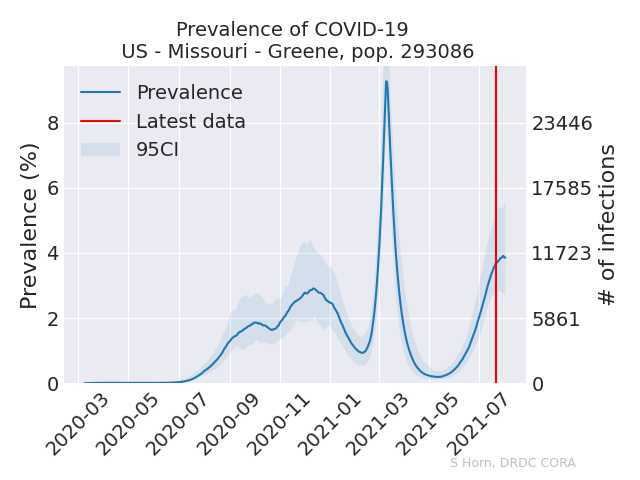 Prevalence of COVID-19
US - Missouri - Greene, pop. 293086
Prevalence
Latest data
95CI
Prevalence (%)
8
6
4
2
0
23446
17585
11723
5861
0
# of infections
2020-03
2020-05
2020-07
2020-09
2020-11
2021-01
2021-03
2021-05
2021-07
S Horn, DRDC CORA